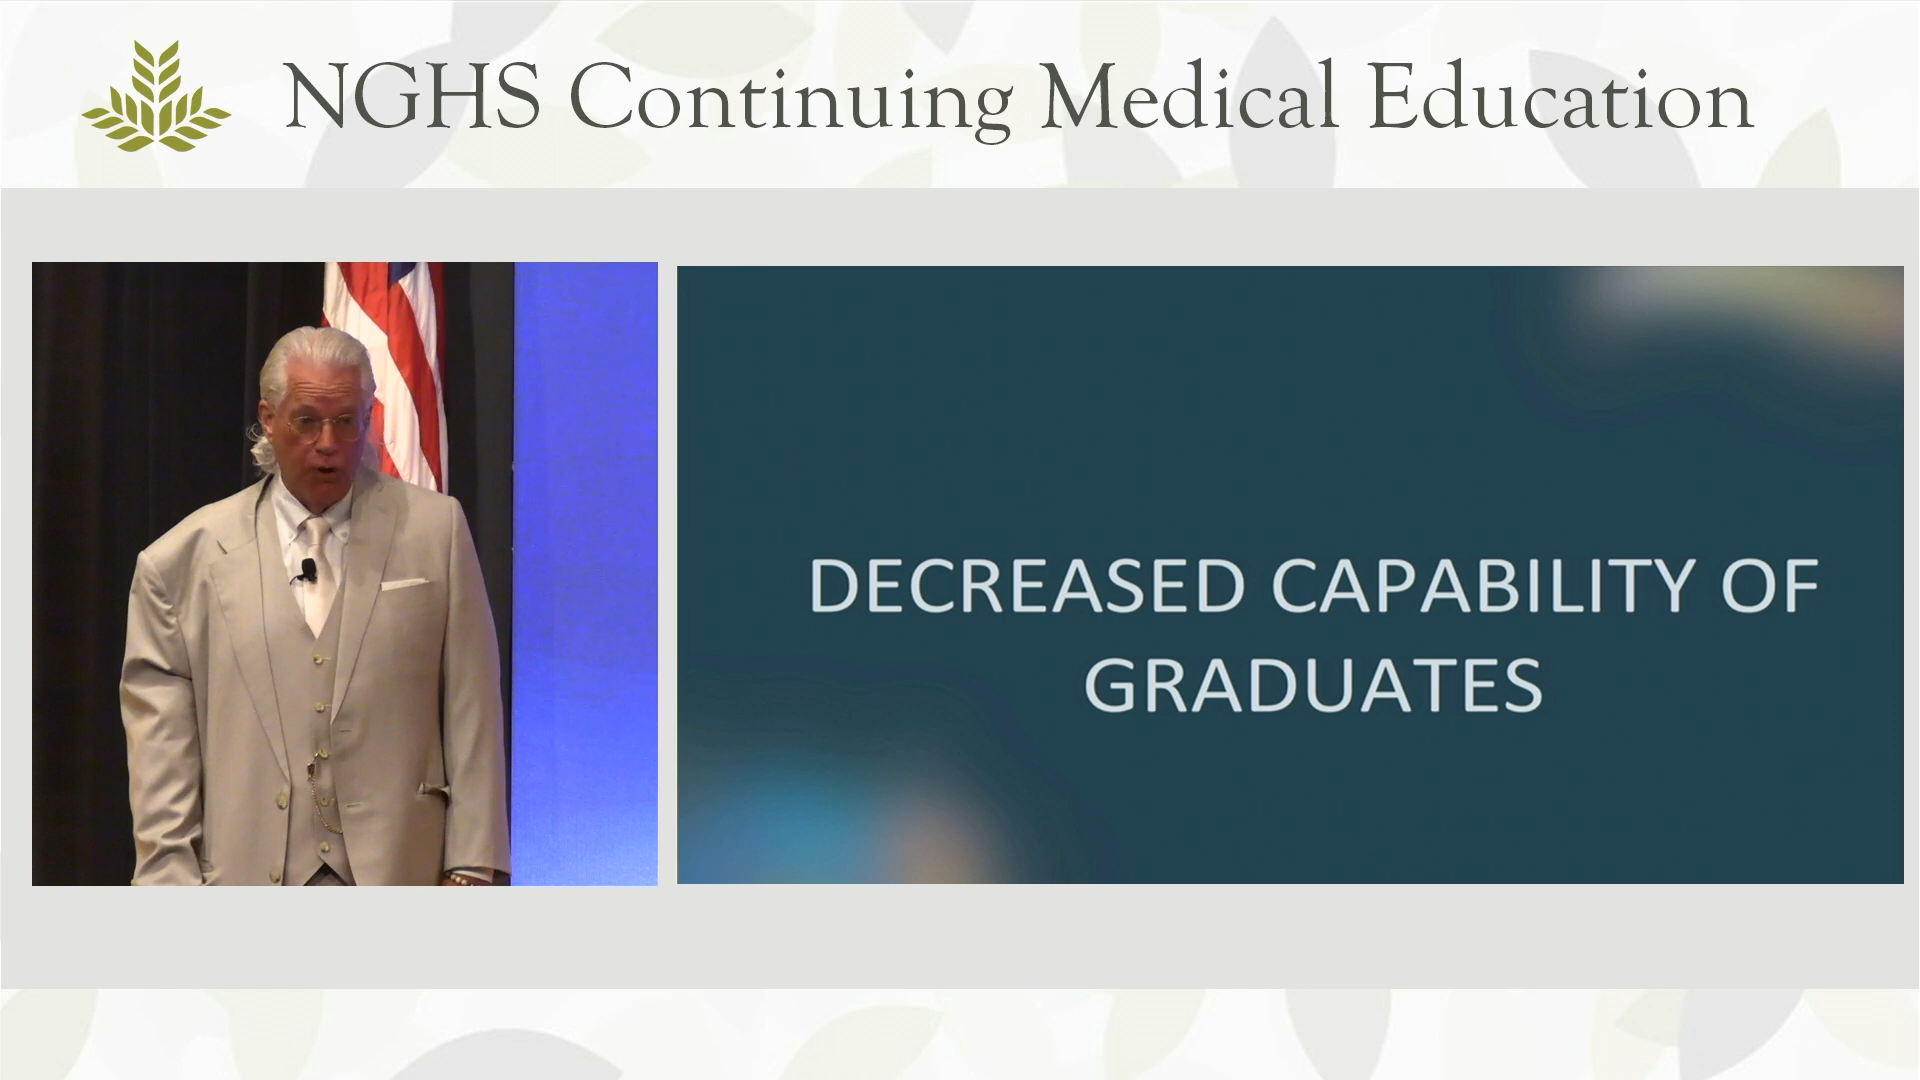 NGHS Continuing Medical Education
DECREASED CAPABILITY OF
GRADUATES